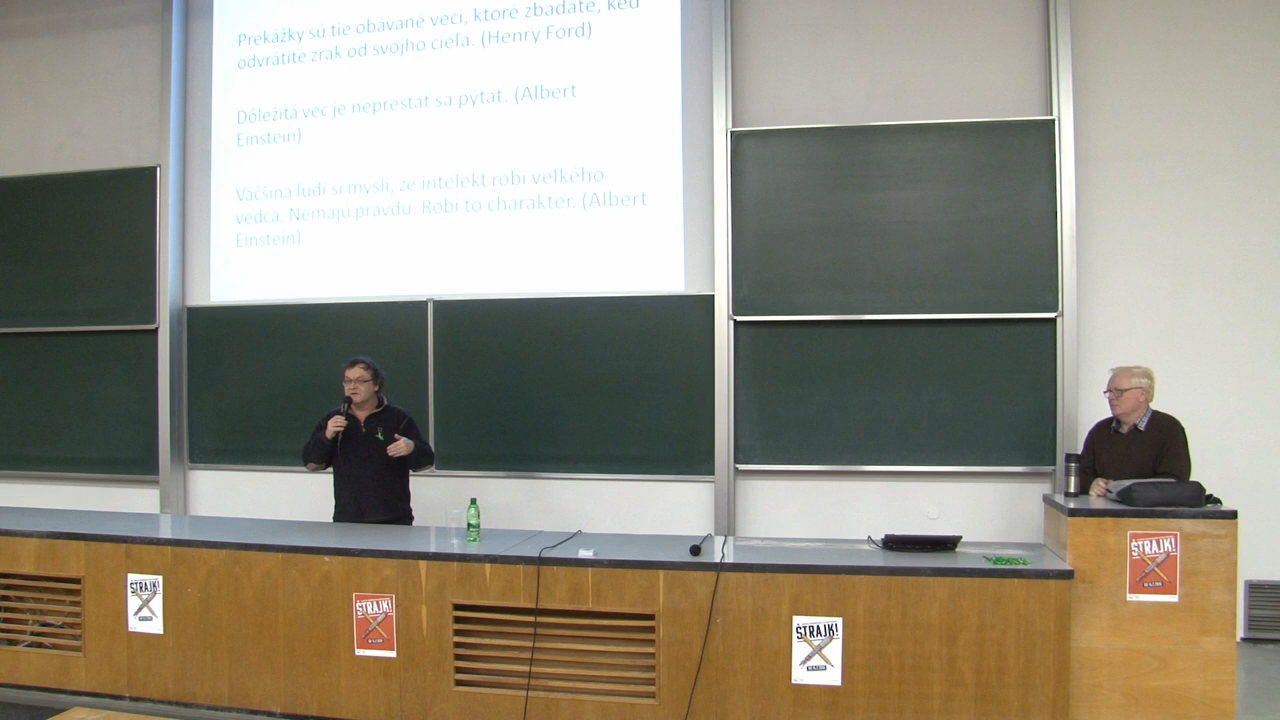 Prekážky sú tie obávané veci, ktoré zbadáte, keď
odvrátite zrak od svojho cieľa. (Henry Ford)
Dôležitá vec je neprestať sa pýtať. (Albert
Einstein)
Väčšina ľudí si myslí, že intelekt robí veľkého
vedca. Nemajú pravdu. Robí to charakter. (Albert
Einstein)
ŠTRAJK!
ŠTRAJK!
ŠTRAJK!
ŠTRAJK!